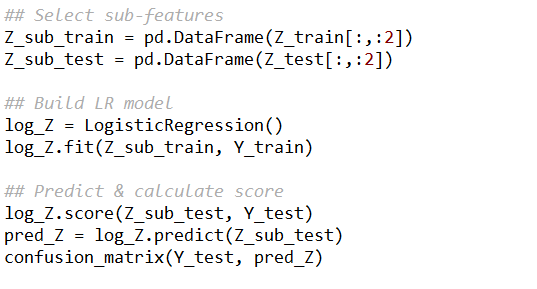 ## Select sub-features
Z_sub_train = pd.DataFrame(Z_train[:,:2])
Z_sub_test = pd.DataFrame(Z_test[:,:2])
## Build LR model
log_Z = LogisticRegression()
log_Z.fit(Z_sub_train, Y_train)
## Predict & calculate score
log_Z.score(Z_sub_test, Y_test)
pred_Z = log_Z.predict(Z_sub_test)
confusion_matrix(Y_test, pred_Z)